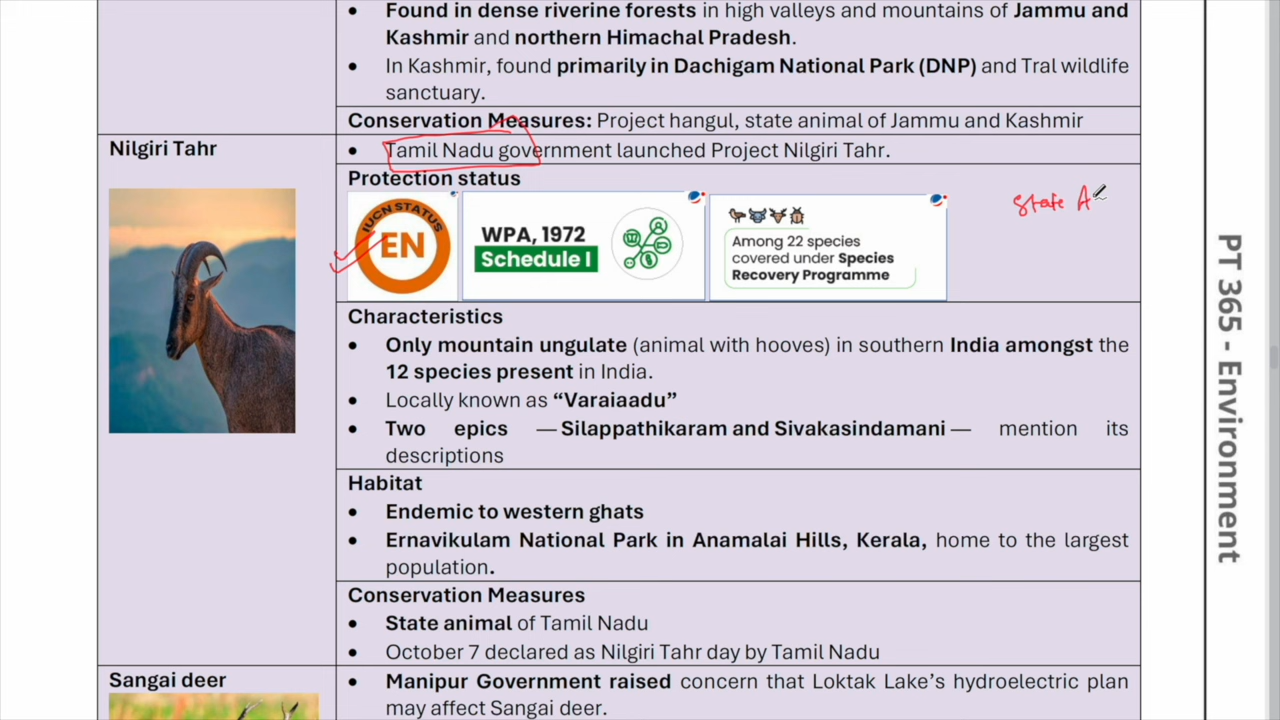 • Found in dense riverine forests in high valleys and mountains of Jammu and
Kashmir and northern Himachal Pradesh.
• In Kashmir, found primarily in Dachigam National Park (DNP) and Tral wildlife
sanctuary.
Conservation Measures: Project hangul, state animal of Jammu and Kashmir
Nilgiri Tahr
• Tamil Nadu government launched Project Nilgiri Tahr.
Protection status
IUCN STATUS
EN
WPA, 1972
Schedule I
Among 22 species
covered under Species
Recovery Programme
State A
Characteristics
• Only mountain ungulate (animal with hooves) in southern India amongst the
12 species present in India.
• Locally known as “Varaiaadu”
• Two epics —Silappathikaram and Sivakasindamani— mention its
descriptions
Habitat
• Endemic to western ghats
• Ernavikulam National Park in Anamalai Hills, Kerala, home to the largest
population.
Conservation Measures
• State animal of Tamil Nadu
• October 7 declared as Nilgiri Tahr day by Tamil Nadu
Sangai deer
• Manipur Government raised concern that Loktak Lake’s hydroelectric plan
may affect Sangai deer.
PT 365 - Environment